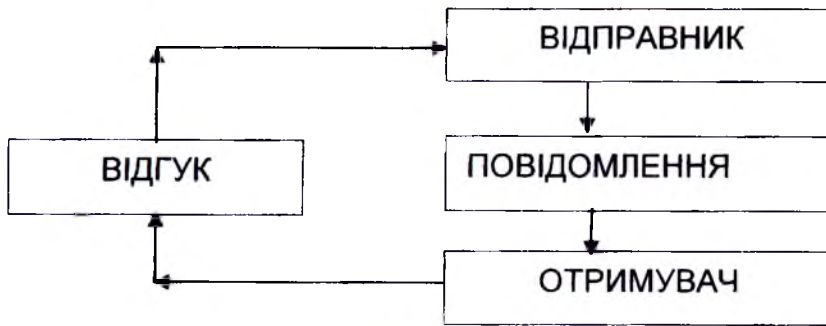 ВІДПРАВНИК
ВІДГУК
ПОВІДОМЛЕННЯ
ОТРИМУВАЧ